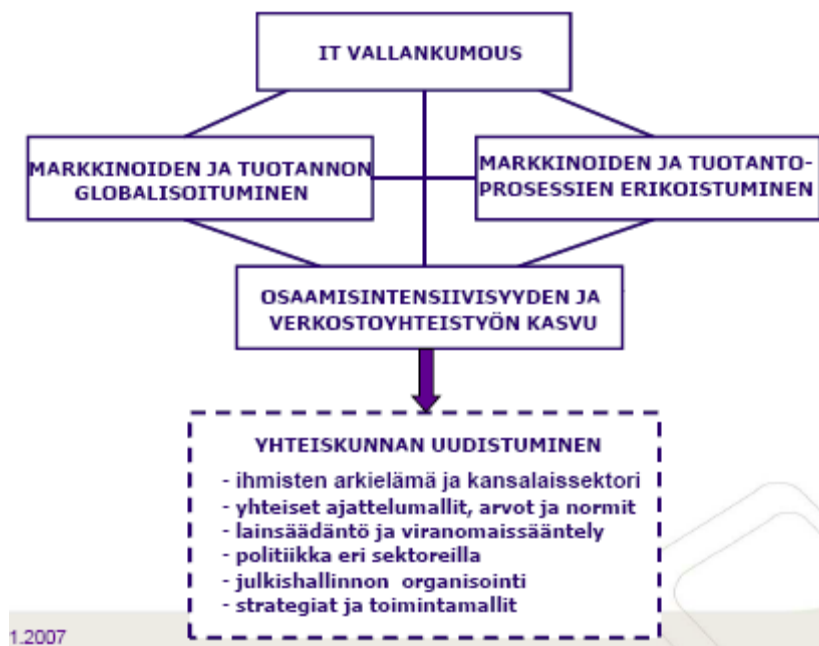 IT VALLANKUMOUS
MARKKINOIDEN JA TUOTANNON
GLOBALISOITUMINEN
MARKKINOIDEN JA TUOTANTO-
PROSESSIEN ERIKOISTUMINEN
OSAAMISINTENSIIVISYYDEN JA
VERKOSTOYHTEISTYÖN KASVU
YHTEISKUNNAN UUDISTUMINEN
- ihmisten arkielämä ja kansalaissektori
- yhteiset ajattelumallit, arvot ja normit
- lainsäädäntö ja viranomaissääntely
- politiikka eri sektoreilla
- julkishallinnon organisointi
- strategiat ja toimintamallit
1.2007